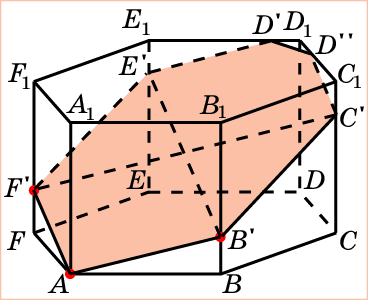 E₁ D' D₁ D''
E'
F₁ C₁
A₁ B₁ C'
F' E D
F B' C
A B